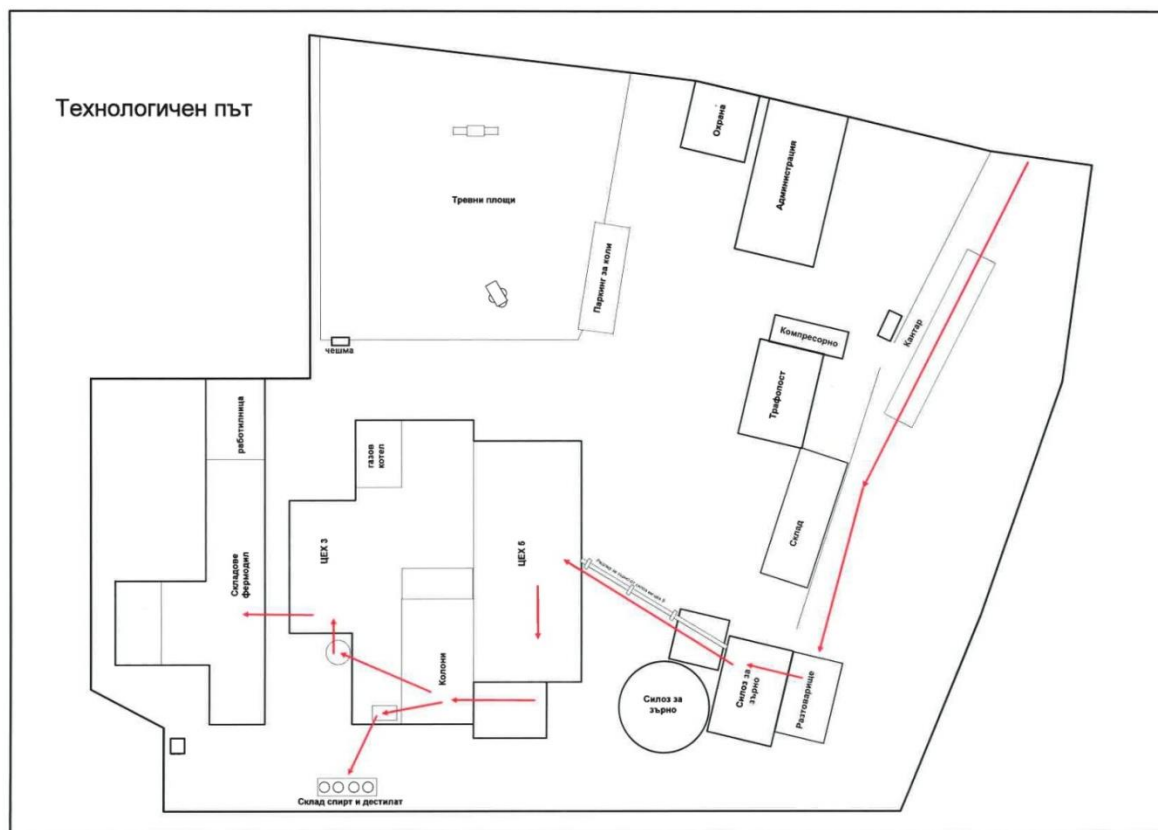 Технологичен път
Охрана
Администрация
Тревни площи
Паркинг за коли
Кантар
чешма
Компресорно
Трафопост
работилница
газов
котел
Склад
ЦЕХ 3
ЦЕХ 5
Складове
фермодил
Колони
Силоз за
зърно
Силоз за
зърно
Разтоварище
Склад спирт и дестилат